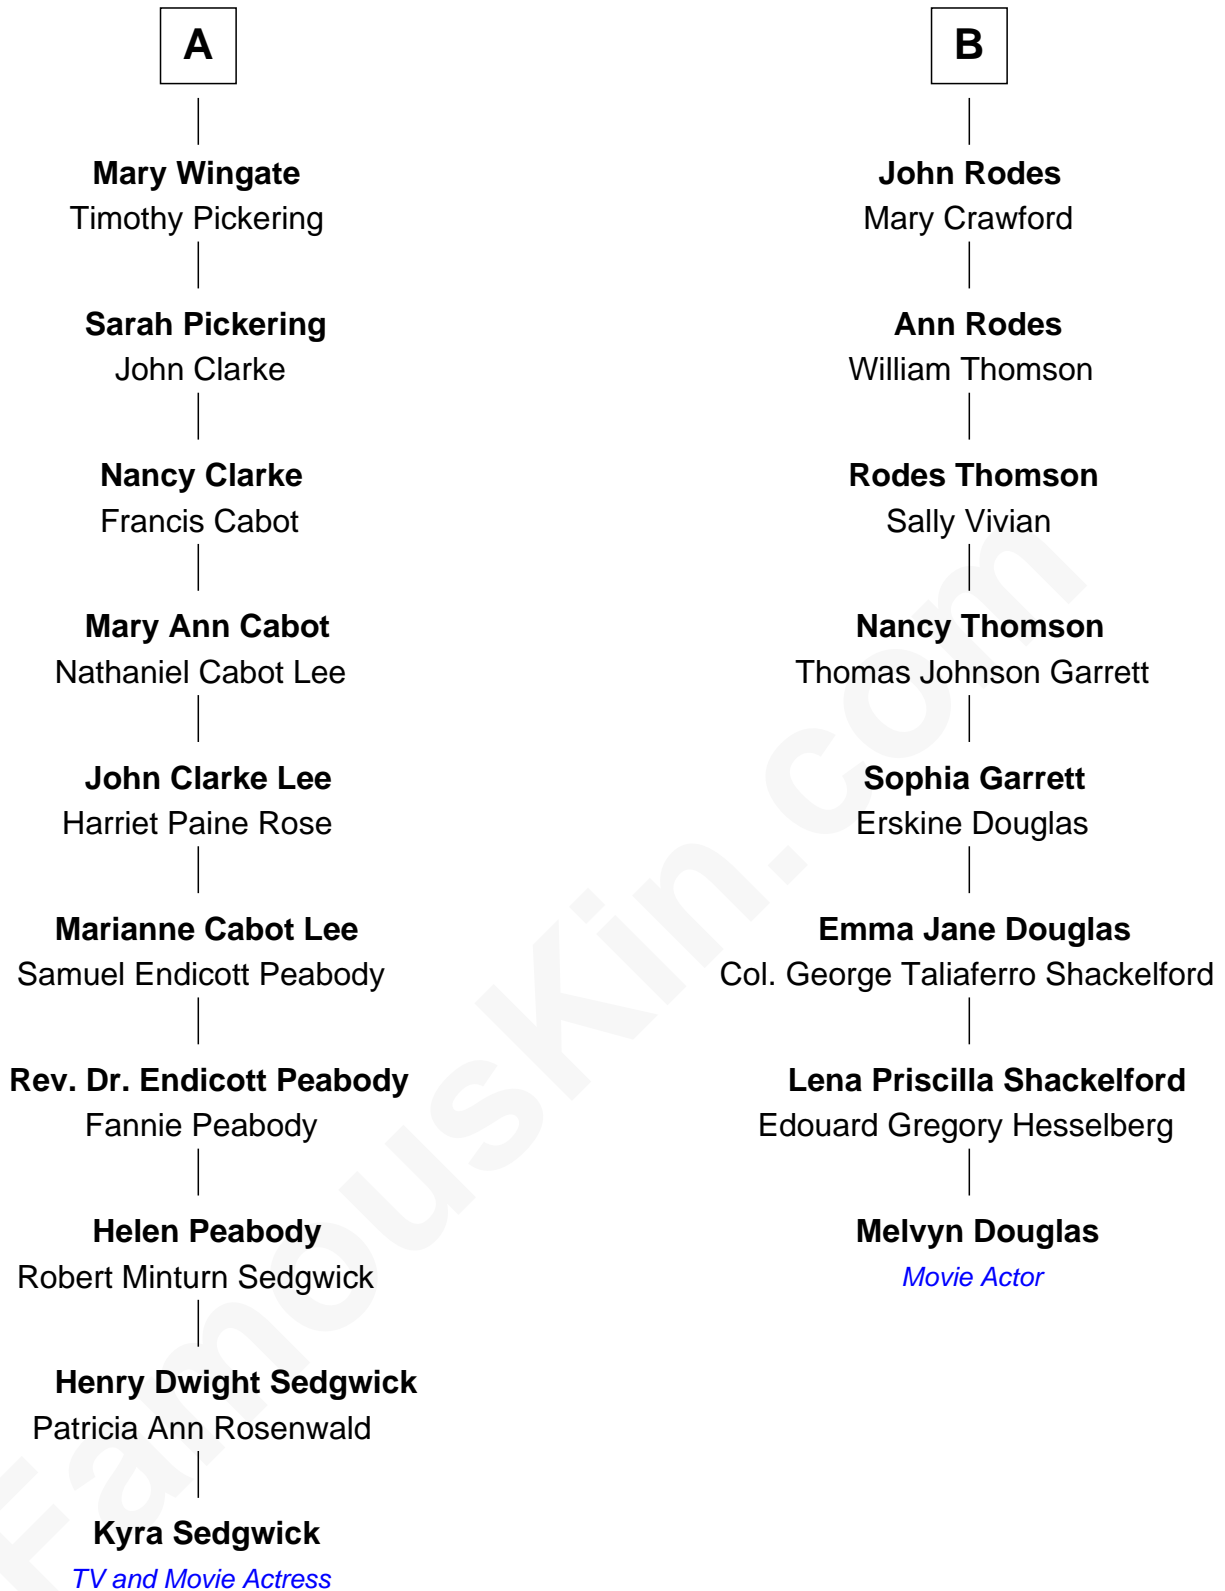 A
Mary Wingate
Timothy Pickering
Sarah Pickering
John Clarke
Nancy Clarke
Francis Cabot
Mary Ann Cabot
Nathaniel Cabot Lee
John Clarke Lee
Harriet Paine Rose
Marianne Cabot Lee
Samuel Endicott Peabody
Rev. Dr. Endicott Peabody
Fannie Peabody
Helen Peabody
Robert Minturn Sedgwick
Henry Dwight Sedgwick
Patricia Ann Rosenwald
Kyra Sedgwick
TV and Movie Actress
B
John Rodes
Mary Crawford
Ann Rodes
William Thomson
Rodes Thomson
Sally Vivian
Nancy Thomson
Thomas Johnson Garrett
Sophia Garrett
Erskine Douglas
Emma Jane Douglas
Col. George Taliaferro Shackelford
Lena Priscilla Shackelford
Edouard Gregory Hesselberg
Melvyn Douglas
Movie Actor
FamousKin.com